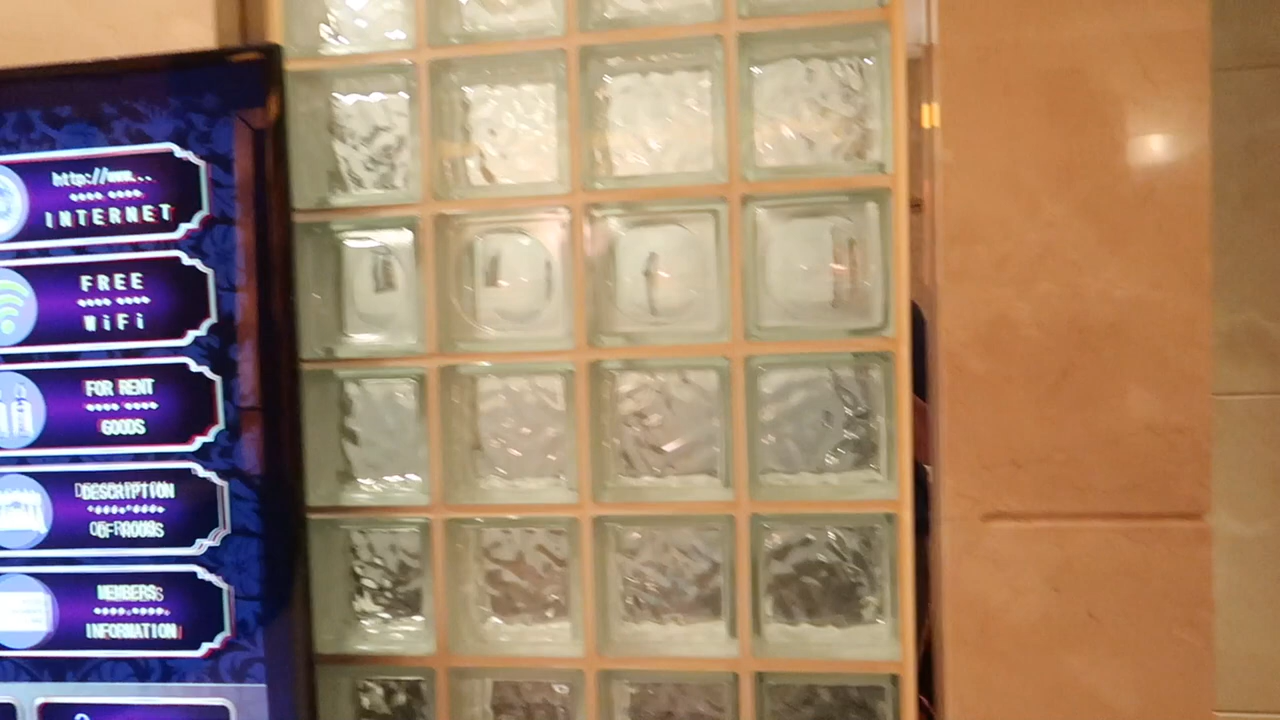 http://www...
INTERNET
FREE
WiFi
FOR RENT
GOODS
DESCRIPTION
OF ROOMS
MEMBERS
INFORMATION